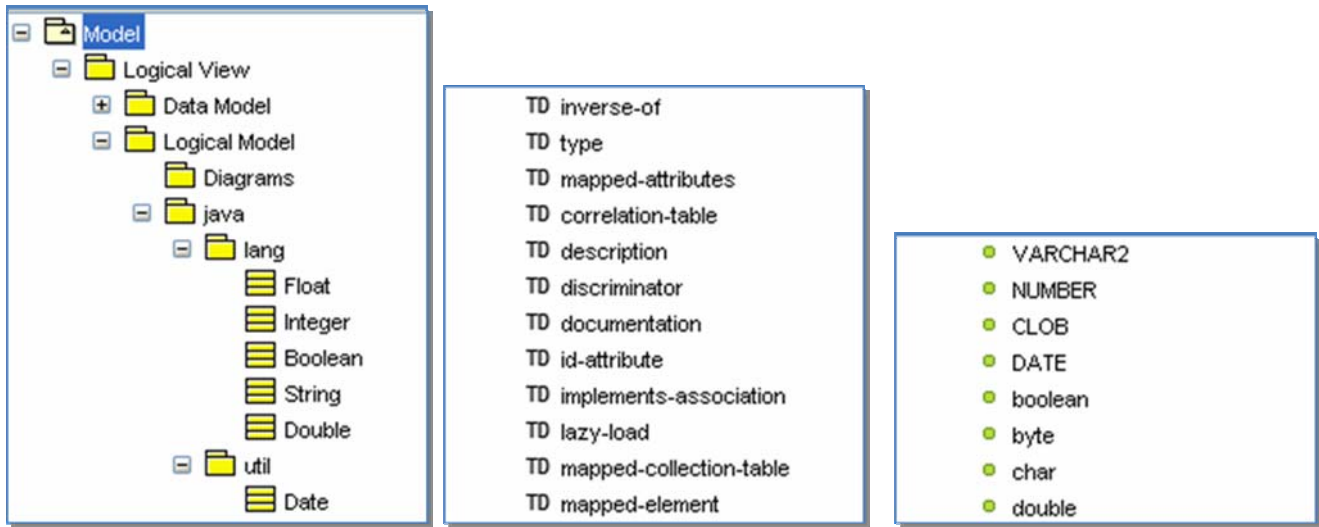 Model
Logical View
Data Model
Logical Model
Diagrams
java
lang
Float
Integer
Boolean
String
Double
util
Date
TD inverse-of
TD type
TD mapped-attributes
TD correlation-table
TD description
TD discriminator
TD documentation
TD id-attribute
TD implements-association
TD lazy-load
TD mapped-collection-table
TD mapped-element
VARCHAR2
NUMBER
CLOB
DATE
boolean
byte
char
double